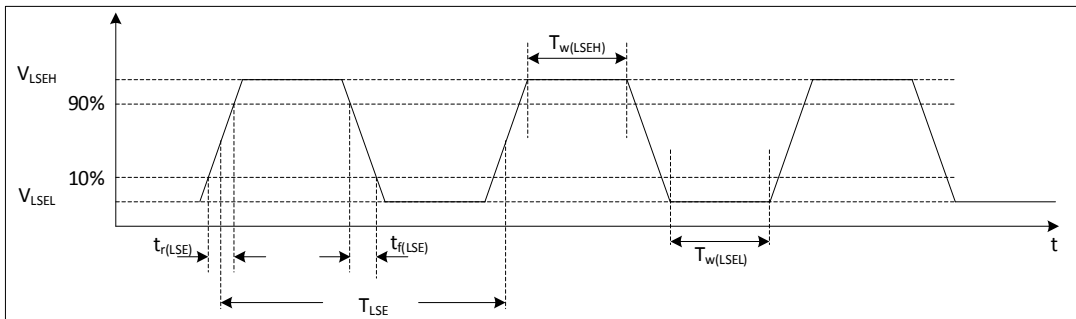 T_w(LSEH)
V_LSEH
90%
10%
V_LSEL
t_r(LSE)
t_f(LSE)
T_w(LSEL)
t
T_LSE